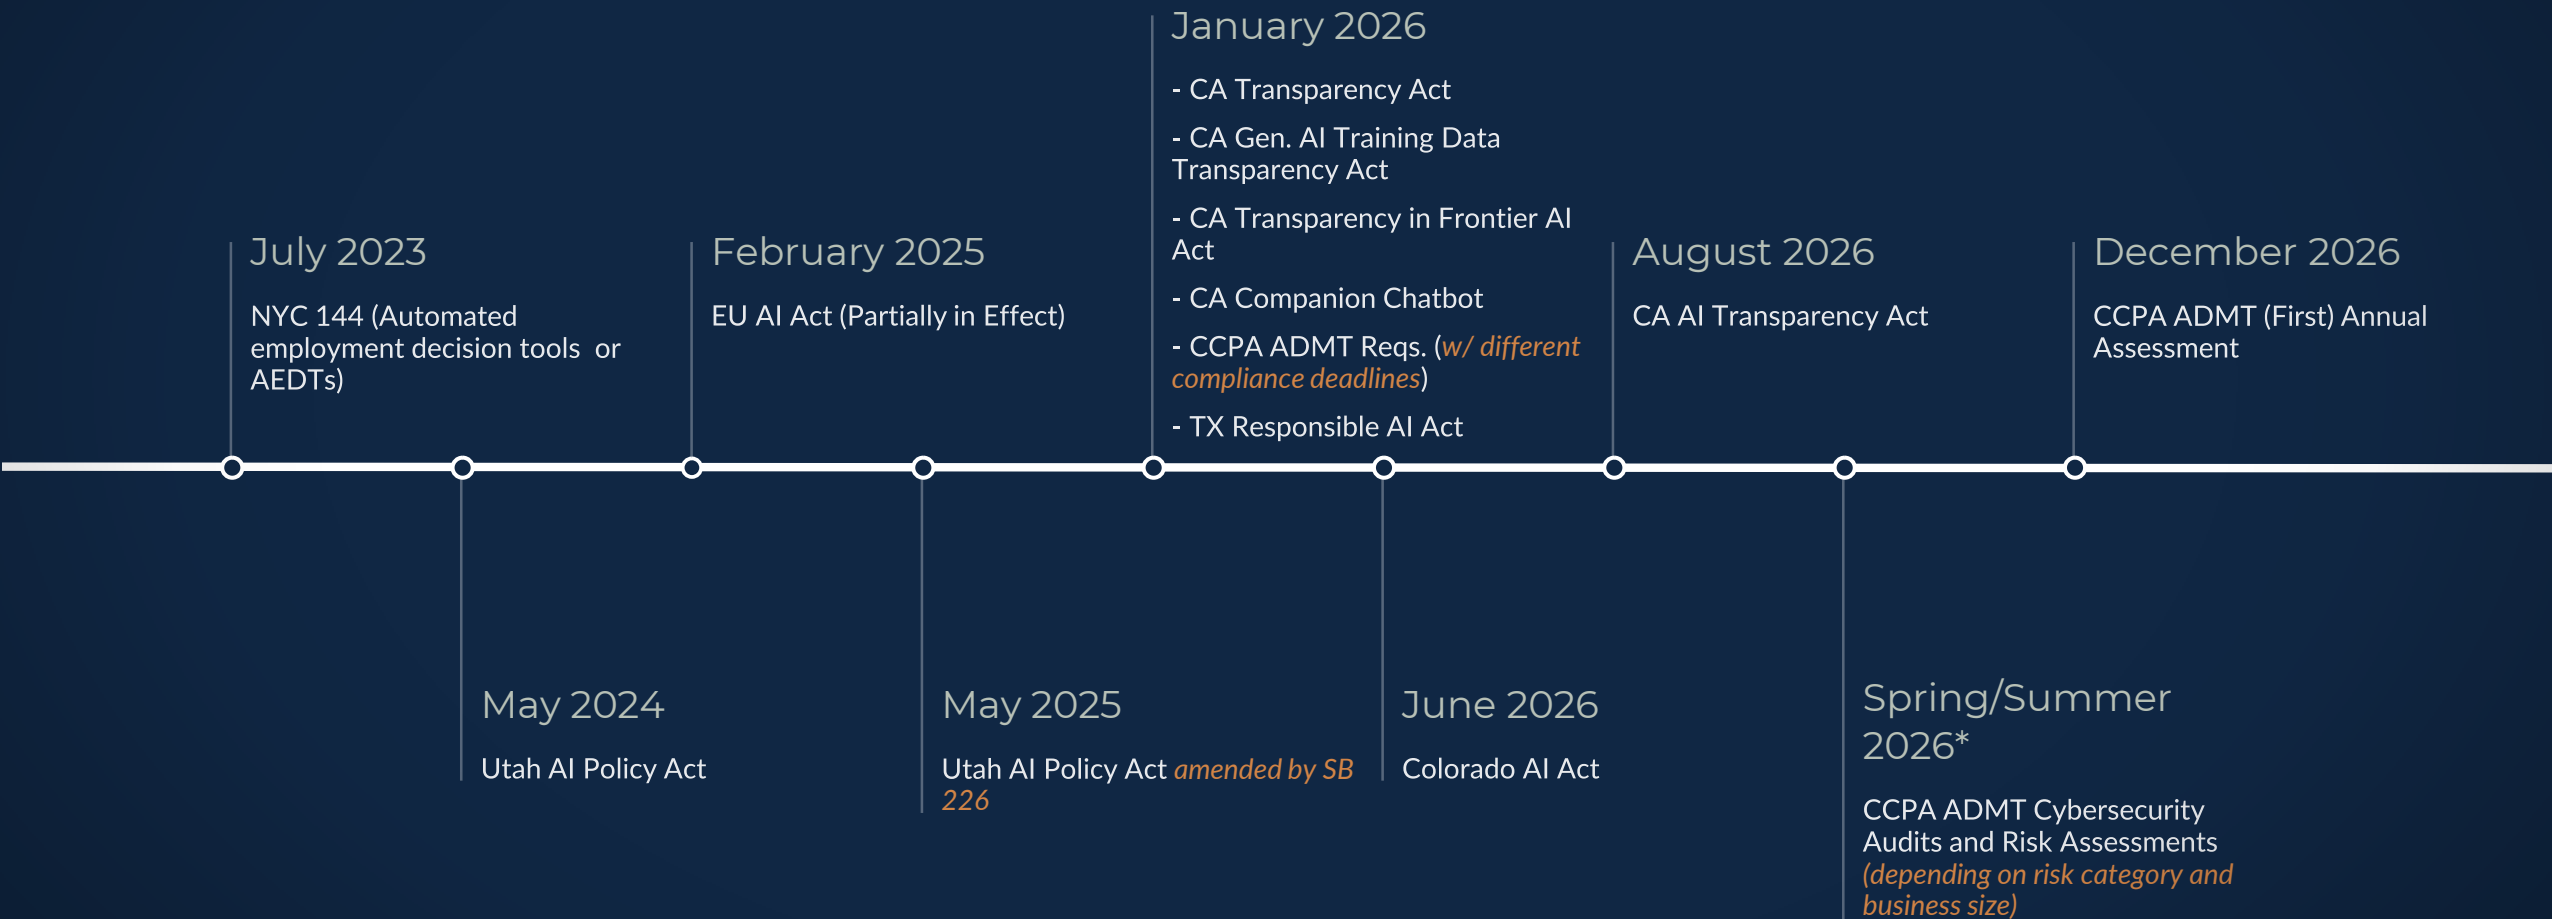 January 2026
- CA Transparency Act
- CA Gen. AI Training Data
Transparency Act
- CA Transparency in Frontier AI
Act
- CA Companion Chatbot
- CCPA ADMT Reqs. (w/ different
compliance deadlines)
- TX Responsible AI Act
July 2023
NYC 144 (Automated
employment decision tools  or
AEDTs)
February 2025
EU AI Act (Partially in Effect)
August 2026
CA AI Transparency Act
December 2026
CCPA ADMT (First) Annual
Assessment
May 2024
Utah AI Policy Act
May 2025
Utah AI Policy Act amended by SB
226
June 2026
Colorado AI Act
Spring/Summer
2026*
CCPA ADMT Cybersecurity
Audits and Risk Assessments
(depending on risk category and
business size)